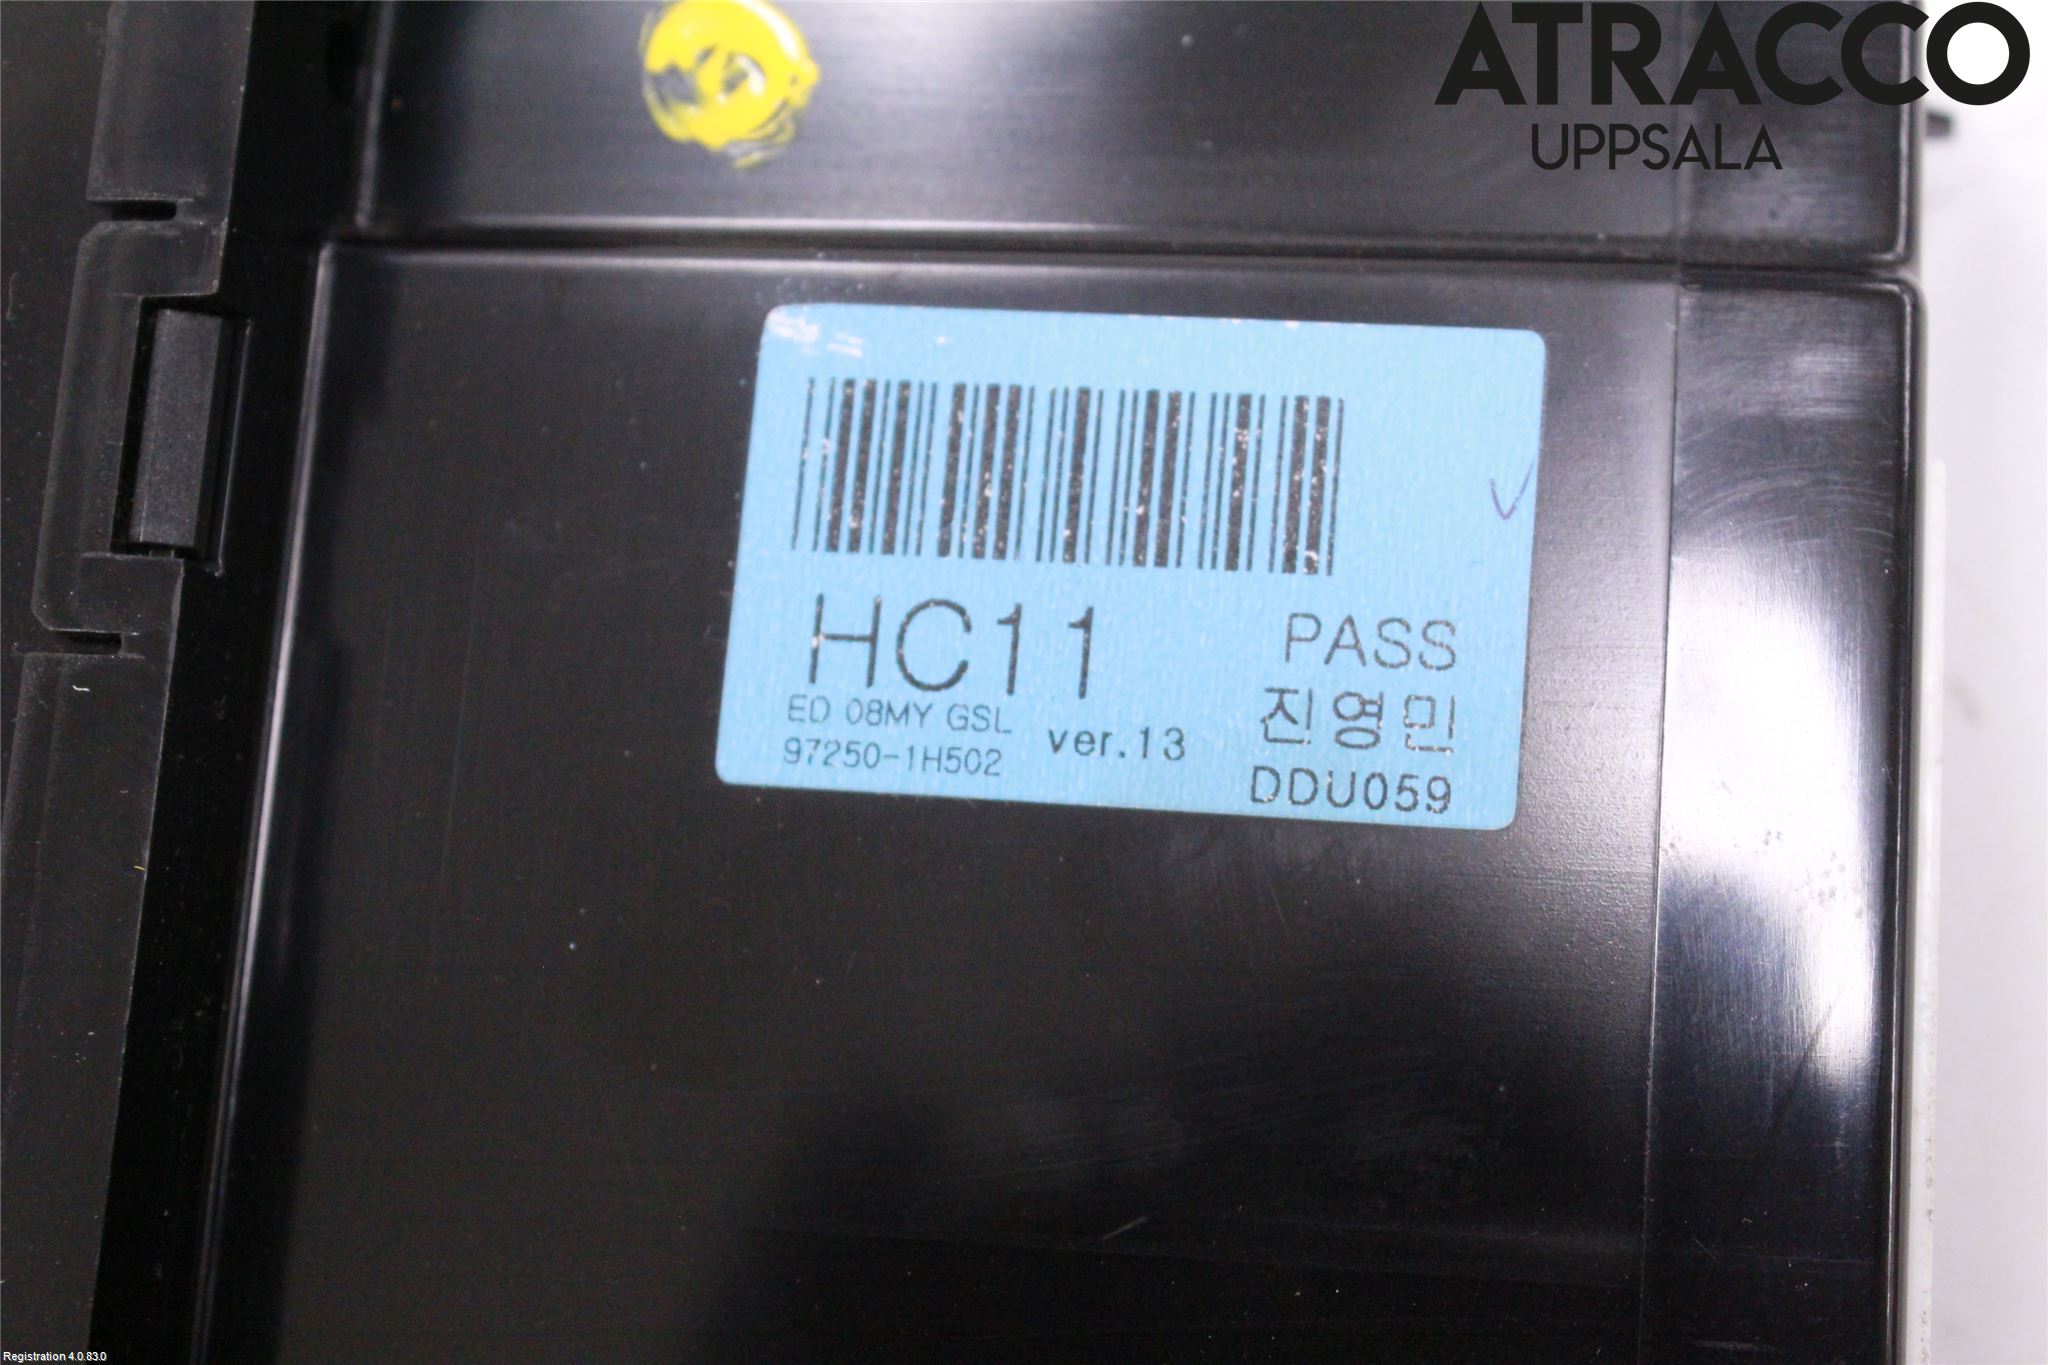 ATRACCO
UPPSALA
HC11
PASS
ED 08MY GSL
97250-1H502
ver.13
진영민
DDU059
Registration 4.0.83.0